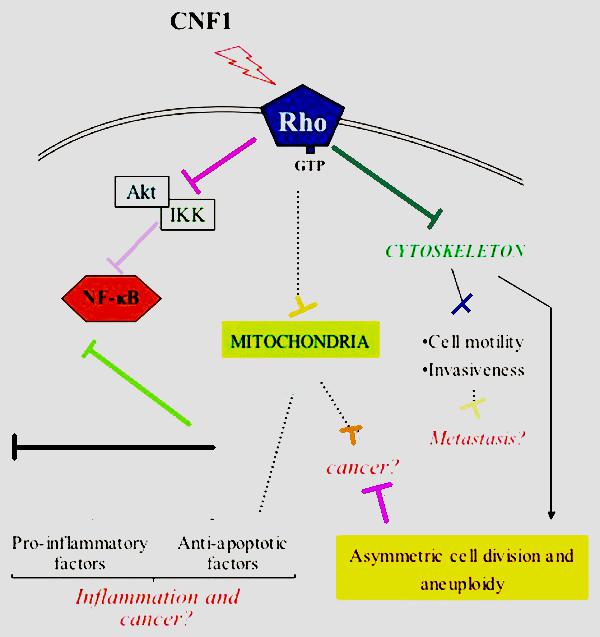 CNF1
Rho
GTP
Akt
IKK
CYTOSKELETON
NF-κB
MITOCHONDRIA
•Cell motility
•Invasiveness
Metastasis?
cancer?
Pro-inflammatory
factors
Anti-apoptotic
factors
Asymmetric cell division and
aneuploidy
Inflammation and
cancer?